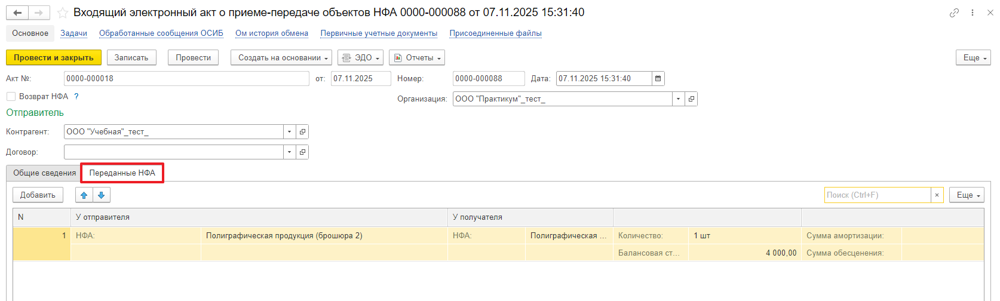 Входящий электронный акт о приеме-передаче объектов НФА 0000-000088 от 07.11.2025 15:31:40
Основное Задачи Обработанные сообщения ОСИБ Ом история обмена Первичные учетные документы Присоединенные файлы
Провести и закрыть Записать Провести Создать на основании ЭДО Отчеты Еще
Акт №: 0000-000018 от: 07.11.2025 Номер: 0000-000088 Дата: 07.11.2025 15:31:40
Возврат НФА ? Организация: ООО "Практикум"_тест_
Отправитель
Контрагент: ООО "Учебная"_тест_
Договор:
Общие сведения Переданные НФА
Добавить Поиск (Ctrl+F) × Еще
N У отправителя У получателя
1 НФА: Полиграфическая продукция (брошюра 2) НФА: Полиграфическая ... Количество: 1 шт Сумма амортизации:
Балансовая ст... 4 000,00 Сумма обесценения: